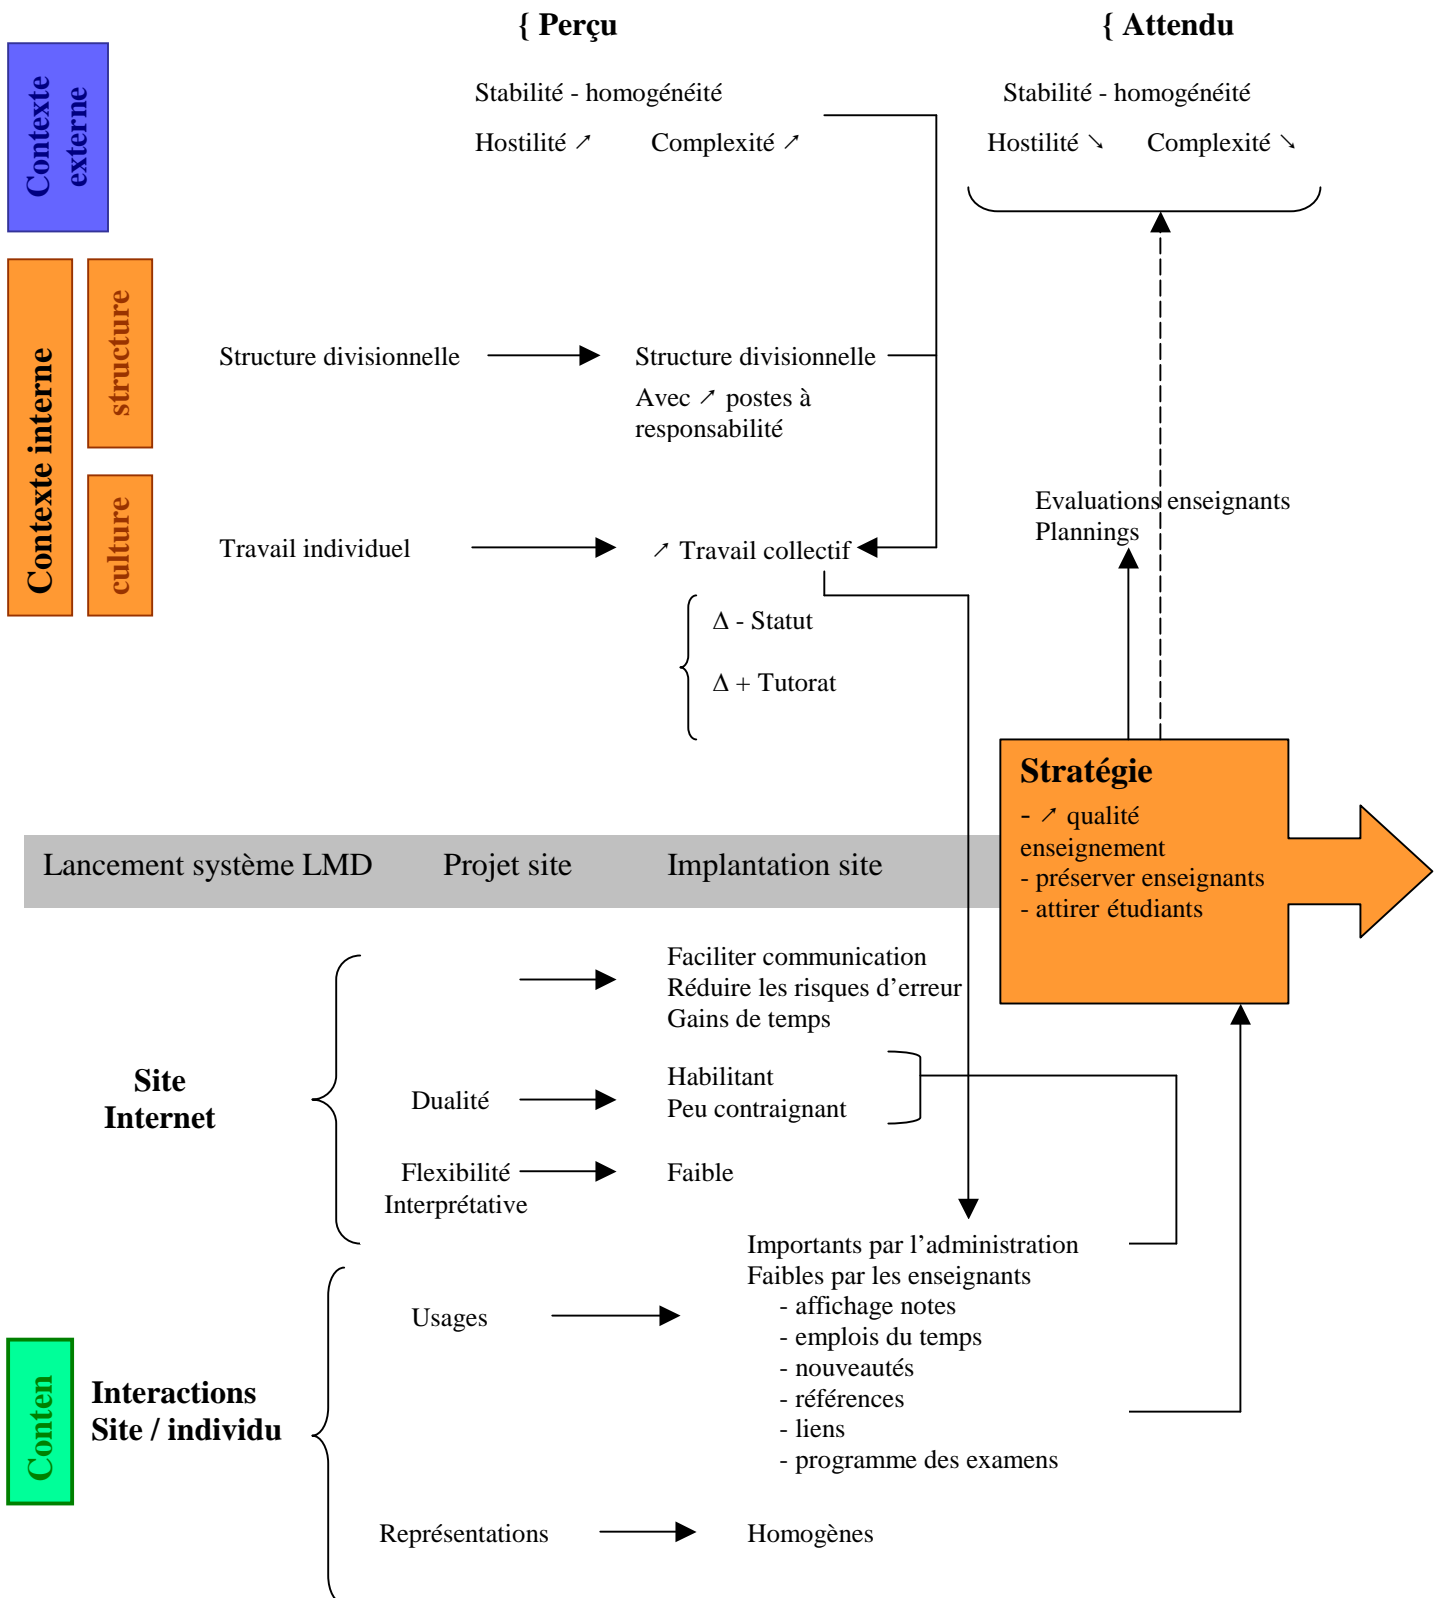 { Perçu
{ Attendu
Contexte
externe
Stabilité - homogénéité
Hostilité ↗ Complexité ↗
Stabilité - homogénéité
Hostilité ↘ Complexité ↘
Contexte interne
structure
Structure divisionnelle
Structure divisionnelle
Avec ↗ postes à
responsabilité
culture
Travail individuel
↗ Travail collectif
Δ - Statut
Δ + Tutorat
Evaluations enseignants
Plannings
Stratégie
- ↗ qualité
enseignement
- préserver enseignants
- attirer étudiants
Lancement système LMD
Projet site
Implantation site
Site
Internet
Faciliter communication
Réduire les risques d’erreur
Gains de temps
Dualité
Habilitant
Peu contraignant
Flexibilité
Interprétative
Faible
Conten
Interactions
Site / individu
Usages
Importants par l’administration
Faibles par les enseignants
- affichage notes
- emplois du temps
- nouveautés
- références
- liens
- programme des examens
Représentations
Homogènes